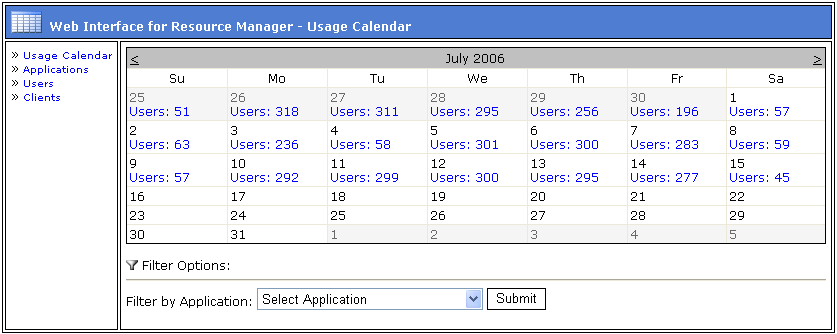 Web Interface for Resource Manager - Usage Calendar
» Usage Calendar
» Applications
» Users
» Clients
< July 2006 >
Su Mo Tu We Th Fr Sa
25 26 27 28 29 30 1
Users: 51 Users: 318 Users: 311 Users: 295 Users: 256 Users: 196 Users: 57
2 3 4 5 6 7 8
Users: 63 Users: 236 Users: 58 Users: 301 Users: 300 Users: 283 Users: 59
9 10 11 12 13 14 15
Users: 57 Users: 292 Users: 299 Users: 300 Users: 295 Users: 277 Users: 45
16 17 18 19 20 21 22
23 24 25 26 27 28 29
30 31 1 2 3 4 5
Filter Options:
Filter by Application: Select Application Submit